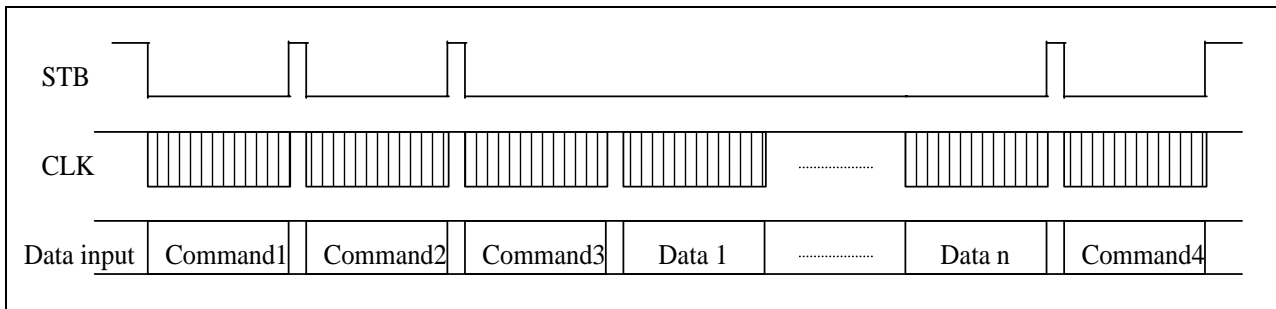 STB
CLK
....................
Data input Command1 Command2 Command3 Data 1 .................... Data n Command4